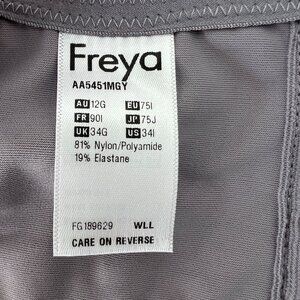 Freya
AA5451MGY
AU 12G EU 75I
FR 90I JP 75J
UK 34G US 34I
81% Nylon/Polyamide
19% Elastane
FG189629 WLL
CARE ON REVERSE